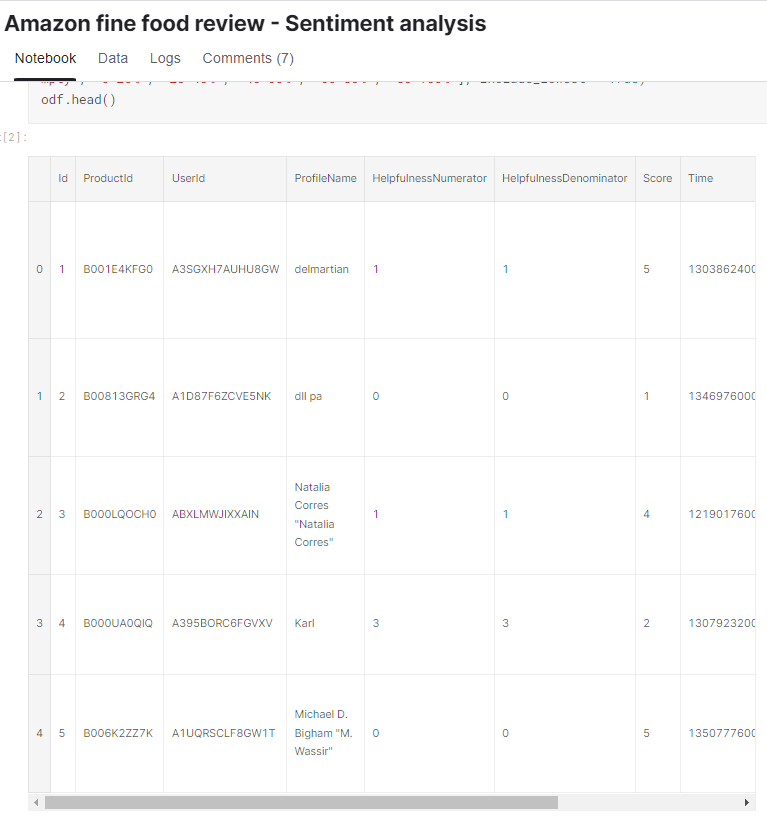 Amazon fine food review - Sentiment analysis
Notebook Data Logs Comments (7)
odf.head()
[2]:
Id ProductId UserId ProfileName HelpfulnessNumerator HelpfulnessDenominator Score Time
0 1 B001E4KFG0 A3SGXH7AUHU8GW delmartian 1 1 5 1303862400
1 2 B00813GRG4 A1D87F6ZCVE5NK dll pa 0 0 1 1346976000
2 3 B000LQOCH0 ABXLMWJIXXAIN Natalia
Corres
"Natalia
Corres" 1 1 4 1219017600
3 4 B000UA0QIQ A395BORC6FGVXV Karl 3 3 2 1307923200
4 5 B006K2ZZ7K A1UQRSCLF8GW1T Michael D.
Bigham "M.
Wassir" 0 0 5 1350777600